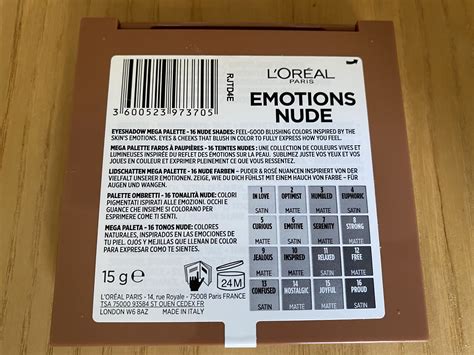 L'ORÉAL
PARIS
EMOTIONS
NUDE
RJTD4E
3 600523 973705
EYESHADOW MEGA PALETTE - 16 NUDE SHADES: FEEL-GOOD BLUSHING COLORS INSPIRED BY THE
SKIN'S EMOTIONS. EYES & CHEEKS THAT BLUSH IN COLOR TO FULLY EXPRESS HOW YOU FEEL.
MEGA PALETTE FARDS À PAUPIÈRES - 16 TEINTES NUDES : UNE COLLECTION DE COULEURS VIVES ET
LUMINEUSES INSPIRÉE DU REFLET DES ÉMOTIONS SUR LA PEAU. SUBLIMEZ JUSTE VOS YEUX ET VOS
JOUES EN COULEUR ET EXPRIMER PLEINEMENT CE QUE VOUS RESSENTEZ.
LIDSCHATTEN MEGA PALETTE - 16 NUDE FARBEN - PUDER & ROSÉ NUANCEN INSPIRIERT VON DER
VIELFALT UNSERER EMOTIONEN. ZEIGE, WIE DU DICH FÜHLST MIT EINEM HAUCH VON FARBE.
PALETTE OMBRETTI - 16 TONALITÀ NUDE: COLORI
PIGMENTATI ISPIRATI ALLE EMOZIONI. OCCHI E
GUANCE CHE INSIEME SI COLORANO PER
ESPRIMERE COME TI SENTI.
MEGA PALETA - 16 TONOS NUDE: COLORES
NATURALES, INSPIRADOS EN LAS EMOCIONES DE
TU PIEL. OJOS Y MEJILLAS QUE LLENAN DE COLOR
PARA EXPRESAR COMO TE SIENTES.
1 2 3 4
IN LOVE OPTIMIST HUMBLED EUPHORIC
SATIN MATTE MATTE SATIN
5 6 7 8
CURIOUS EMOTIVE SERENITY STRONG
MATTE SATIN MATTE MATTE
9 10 11 12
JEALOUS INSPIRED RELAXED FREE
MATTE MATTE SATIN MATTE
13 14 15 16
CONFUSED NOSTALGIC JOYFUL PROUD
SATIN MATTE SATIN MATTE
15 g e
24M
L'ORÉAL PARIS - 14, rue Royale - 75008 Paris FRANCE
TSA 75000 93584 ST OUEN CEDEX FR
LONDON W6 8AZ MADE IN ITALY